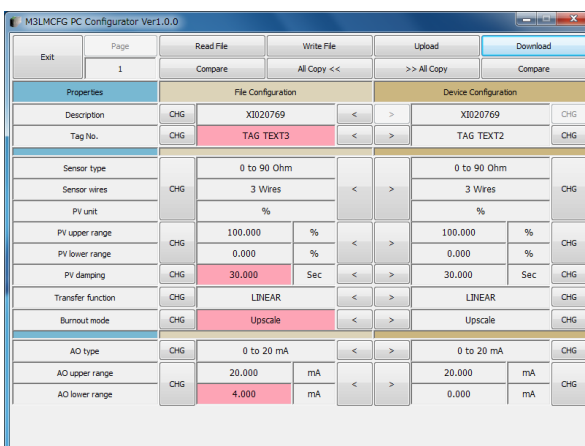 M3LMCFG PC Configurator Ver1.0.0
Exit Page Read File Write File Upload Download
1 Compare All Copy << >> All Copy Compare
Properties File Configuration Device Configuration
Description CHG XI020769 < > XI020769 CHG
Tag No. CHG TAG TEXT3 < > TAG TEXT2 CHG
Sensor type 0 to 90 Ohm 0 to 90 Ohm
Sensor wires CHG 3 Wires < > 3 Wires CHG
PV unit % %
PV upper range CHG 100.000 % < > 100.000 % CHG
PV lower range 0.000 % 0.000 %
PV damping CHG 30.000 Sec < > 30.000 Sec CHG
Transfer function CHG LINEAR < > LINEAR CHG
Burnout mode CHG Upscale < > Upscale CHG
AO type CHG 0 to 20 mA < > 0 to 20 mA CHG
AO upper range CHG 20.000 mA < > 20.000 mA CHG
AO lower range 4.000 mA 0.000 mA